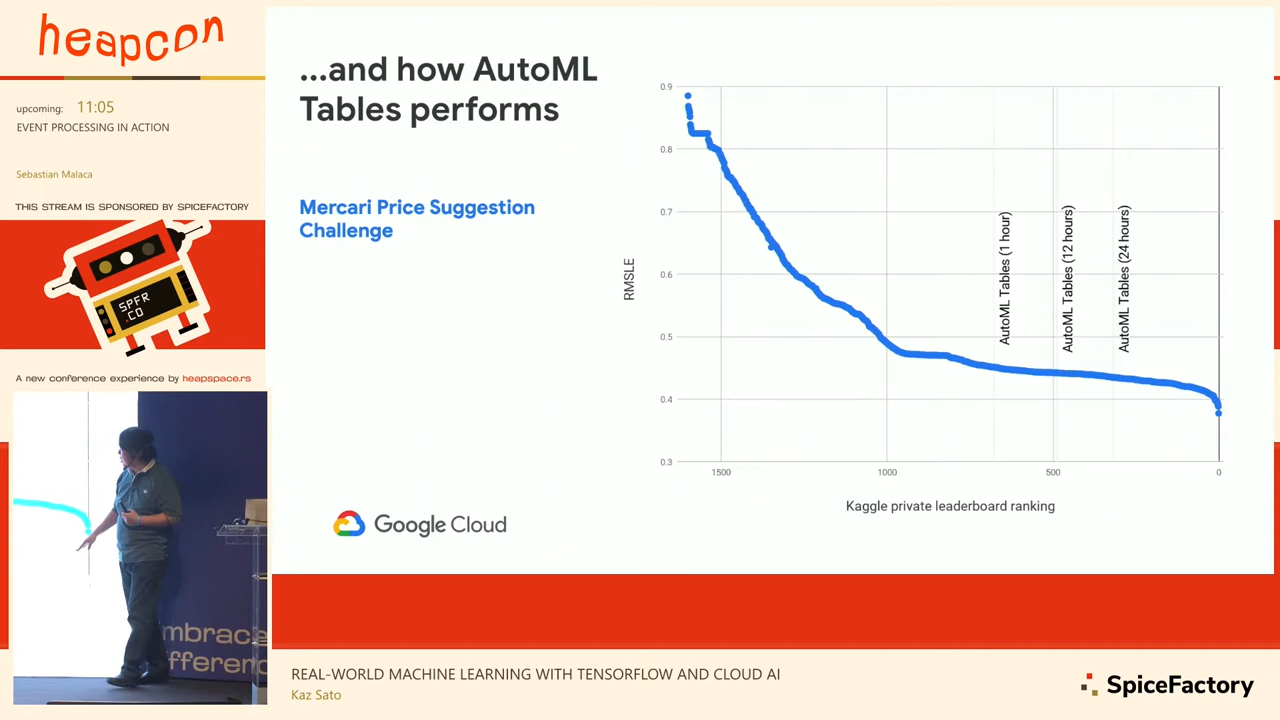 heapcon
upcoming: 11:05
EVENT PROCESSING IN ACTION
Sebastian Malaca
THIS STREAM IS SPONSORED BY SPICEFACTORY
SPFR
.CO
A new conference experience by heapspace.rs
mbrace
fferenc
...and how AutoML
Tables performs
Mercari Price Suggestion
Challenge
Google Cloud
RMSLE
0.9
0.8
0.7
0.6
0.5
0.4
0.3
AutoML Tables (1 hour)
AutoML Tables (12 hours)
AutoML Tables (24 hours)
1500
1000
500
0
Kaggle private leaderboard ranking
REAL-WORLD MACHINE LEARNING WITH TENSORFLOW AND CLOUD AI
Kaz Sato
SpiceFactory